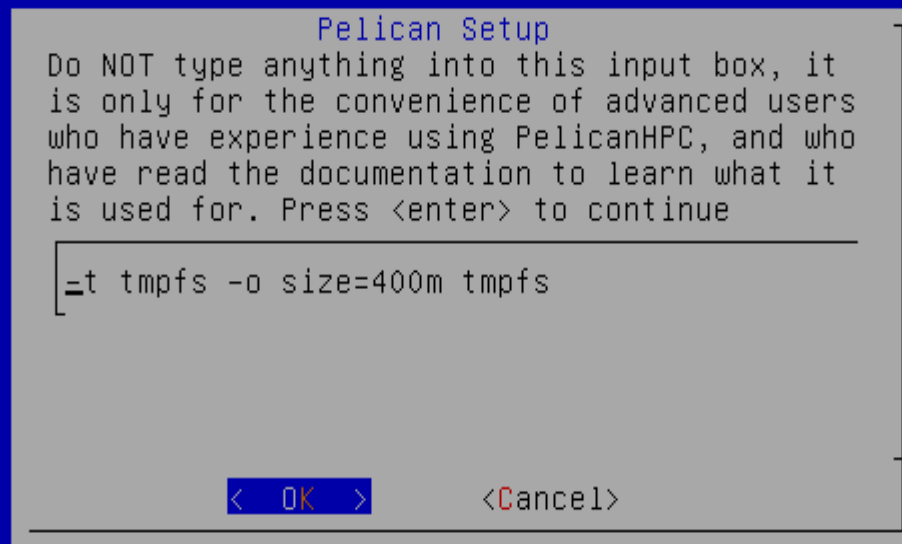 Pelican Setup
Do NOT type anything into this input box, it
is only for the convenience of advanced users
who have experience using PelicanHPC, and who
have read the documentation to learn what it
is used for. Press <enter> to continue
-t tmpfs -o size=400m tmpfs
< OK > <Cancel>